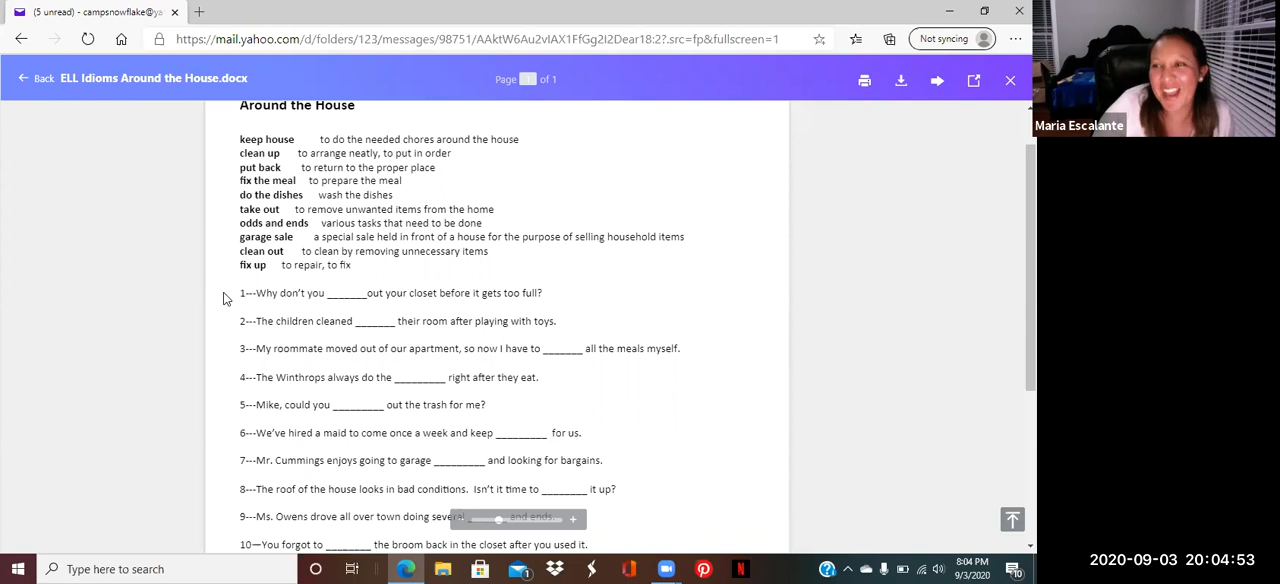 (5 unread) - campsnowflake@ya
https://mail.yahoo.com/d/folders/123/messages/98751/AAktW6Au2vIAX1FfGg2I2Dear18:2?.src=fp&fullscreen=1
Not syncing
Back ELL Idioms Around the House.docx
Page 1 of 1
Maria Escalante
Around the House
keep house to do the needed chores around the house
clean up to arrange neatly, to put in order
put back to return to the proper place
fix the meal to prepare the meal
do the dishes wash the dishes
take out to remove unwanted items from the home
odds and ends various tasks that need to be done
garage sale a special sale held in front of a house for the purpose of selling household items
clean out to clean by removing unnecessary items
fix up to repair, to fix
1---Why don't you _______out your closet before it gets too full?
2---The children cleaned _______ their room after playing with toys.
3---My roommate moved out of our apartment, so now I have to _______ all the meals myself.
4---The Winthrops always do the _________ right after they eat.
5---Mike, could you _________ out the trash for me?
6---We've hired a maid to come once a week and keep _________ for us.
7---Mr. Cummings enjoys going to garage _________ and looking for bargains.
8---The roof of the house looks in bad conditions. Isn't it time to ________ it up?
9---Ms. Owens drove all over town doing several ________ and ends.
10—You forgot to ________ the broom back in the closet after you used it.
Type here to search
1
8:04 PM
9/3/2020
10
2020-09-03 20:04:53